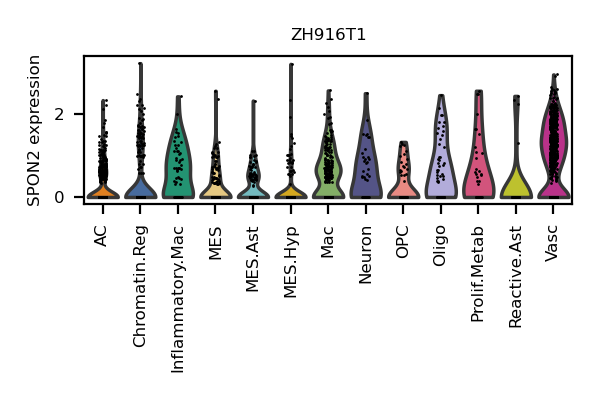 ZH916T1
SPON2 expression
2
0
AC
Chromatin.Reg
Inflammatory.Mac
MES
MES.Ast
MES.Hyp
Mac
Neuron
OPC
Oligo
Prolif.Metab
Reactive.Ast
Vasc